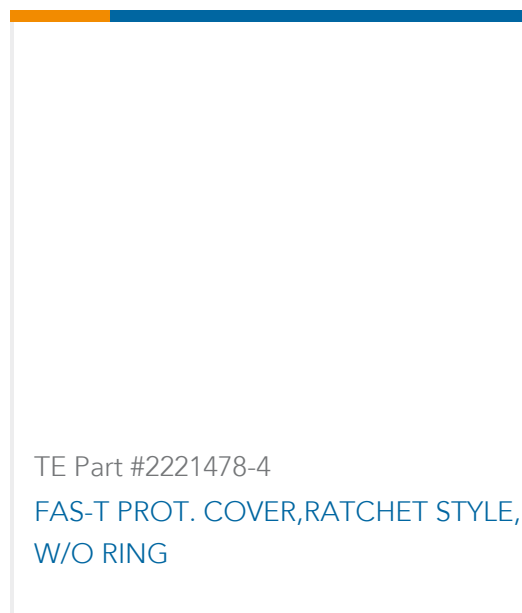 TE Part #2221478-4
FAS-T PROT. COVER,RATCHET STYLE,
W/O RING